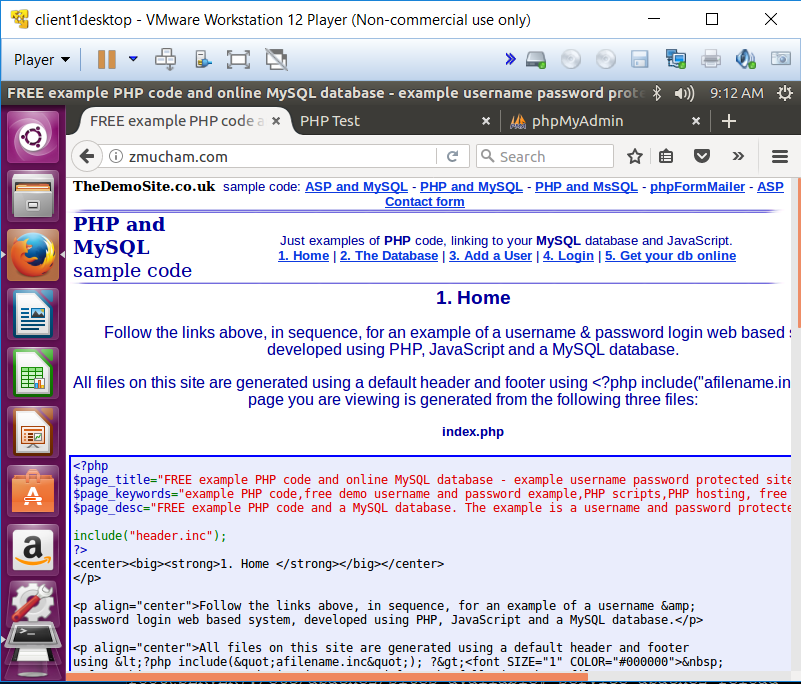 client1desktop - VMware Workstation 12 Player (Non-commercial use only)
Player
FREE example PHP code and online MySQL database - example username password prote
9:12 AM
FREE example PHP code a
PHP Test
phpMyAdmin
zmucham.com
Search
TheDemoSite.co.uk sample code: ASP and MySQL - PHP and MySQL - PHP and MsSQL - phpFormMailer - ASP
Contact form
PHP and
MySQL
sample code
Just examples of PHP code, linking to your MySQL database and JavaScript.
1. Home | 2. The Database | 3. Add a User | 4. Login | 5. Get your db online
1. Home
Follow the links above, in sequence, for an example of a username & password login web based s
developed using PHP, JavaScript and a MySQL database.
All files on this site are generated using a default header and footer using <?php include("afilename.in
page you are viewing is generated from the following three files:
index.php
<?php
$page_title="FREE example PHP code and online MySQL database - example username password protected site
$page_keywords="example PHP code,free demo username and password example,PHP scripts,PHP hosting, free
$page_desc="FREE example PHP code and a MySQL database. The example is a username and password protecte
include("header.inc");
?>
<center><big><strong>1. Home </strong></big></center>
</p>
<p align="center">Follow the links above, in sequence, for an example of a username &amp;
password login web based system, developed using PHP, JavaScript and a MySQL database.</p>
<p align="center">All files on this site are generated using a default header and footer
using &lt;?php include(&quot;afilename.inc&quot;); ?&gt;<font SIZE="1" COLOR="#000000">&nbsp;